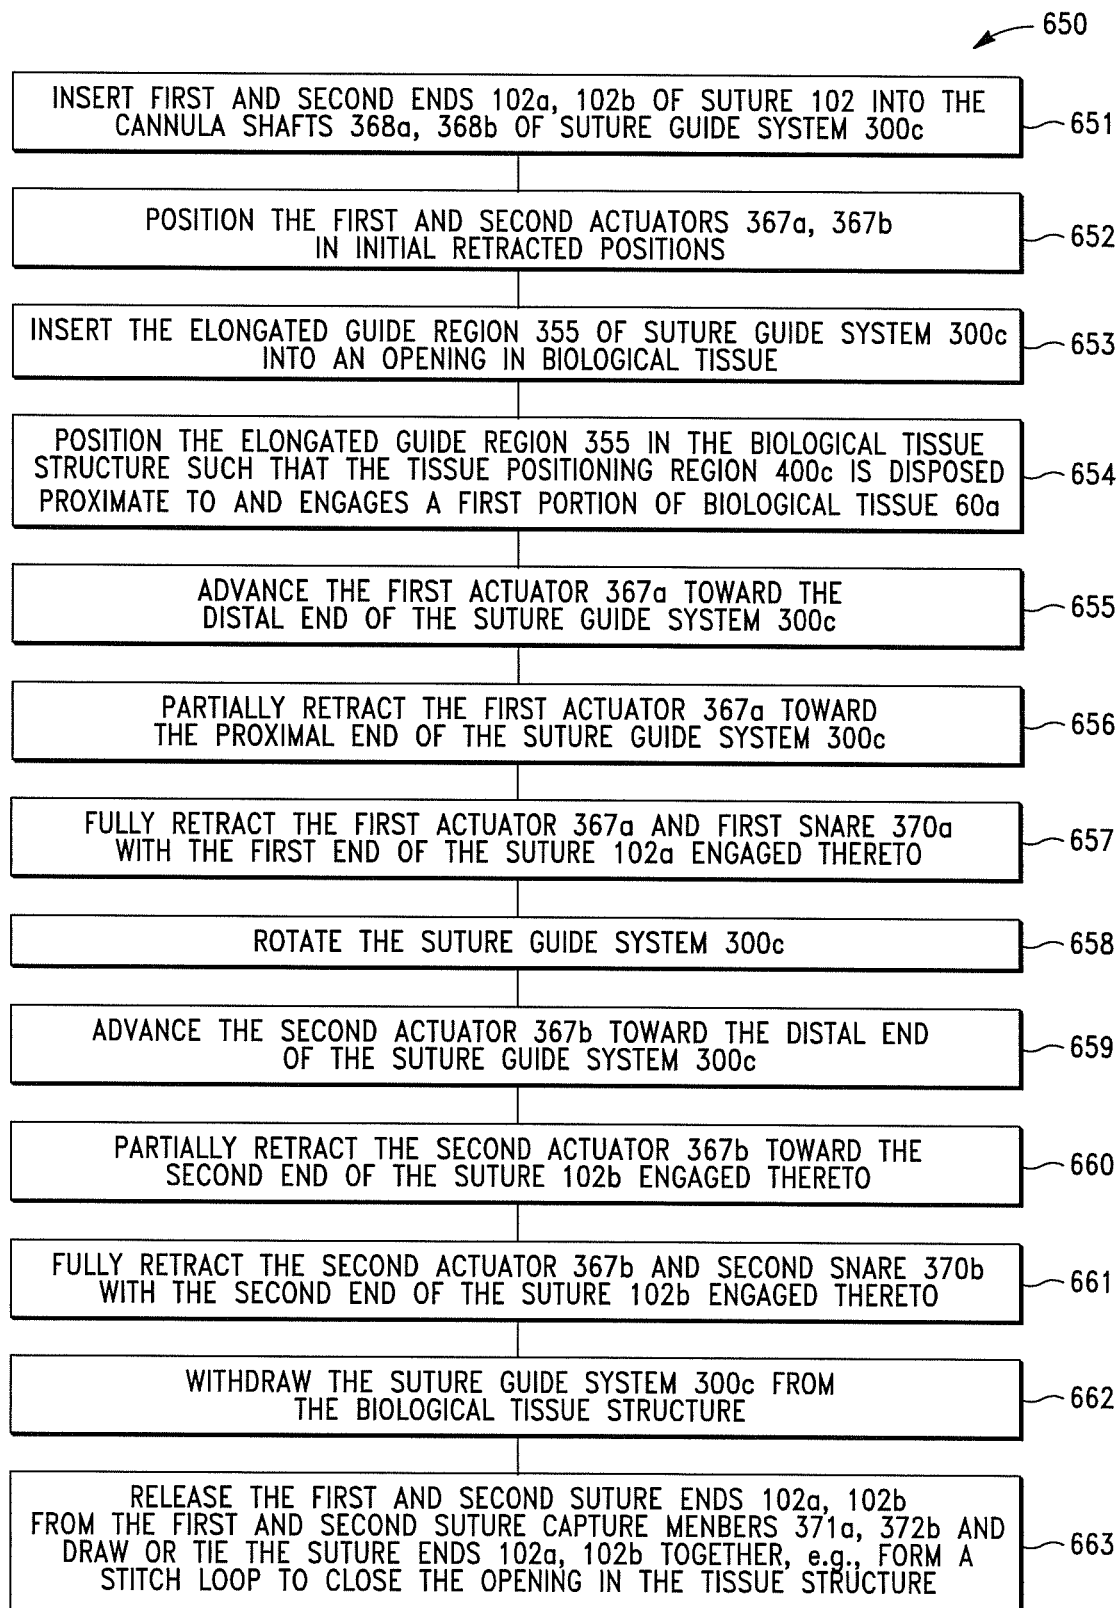 650
INSERT FIRST AND SECOND ENDS 102a, 102b OF SUTURE 102 INTO THE
CANNULA SHAFTS 368a, 368b OF SUTURE GUIDE SYSTEM 300c
651
POSITION THE FIRST AND SECOND ACTUATORS 367a, 367b
IN INITIAL RETRACTED POSITIONS
652
INSERT THE ELONGATED GUIDE REGION 355 OF SUTURE GUIDE SYSTEM 300c
INTO AN OPENING IN BIOLOGICAL TISSUE
653
POSITION THE ELONGATED GUIDE REGION 355 IN THE BIOLOGICAL TISSUE
STRUCTURE SUCH THAT THE TISSUE POSITIONING REGION 400c IS DISPOSED
PROXIMATE TO AND ENGAGES A FIRST PORTION OF BIOLOGICAL TISSUE 60a
654
ADVANCE THE FIRST ACTUATOR 367a TOWARD THE
DISTAL END OF THE SUTURE GUIDE SYSTEM 300c
655
PARTIALLY RETRACT THE FIRST ACTUATOR 367a TOWARD
THE PROXIMAL END OF THE SUTURE GUIDE SYSTEM 300c
656
FULLY RETRACT THE FIRST ACTUATOR 367a AND FIRST SNARE 370a
WITH THE FIRST END OF THE SUTURE 102a ENGAGED THERETO
657
ROTATE THE SUTURE GUIDE SYSTEM 300c
658
ADVANCE THE SECOND ACTUATOR 367b TOWARD THE DISTAL END
OF THE SUTURE GUIDE SYSTEM 300c
659
PARTIALLY RETRACT THE SECOND ACTUATOR 367b TOWARD THE
SECOND END OF THE SUTURE 102b ENGAGED THERETO
660
FULLY RETRACT THE SECOND ACTUATOR 367b AND SECOND SNARE 370b
WITH THE SECOND END OF THE SUTURE 102b ENGAGED THERETO
661
WITHDRAW THE SUTURE GUIDE SYSTEM 300c FROM
THE BIOLOGICAL TISSUE STRUCTURE
662
RELEASE THE FIRST AND SECOND SUTURE ENDS 102a, 102b
FROM THE FIRST AND SECOND SUTURE CAPTURE MENBERS 371a, 372b AND
DRAW OR TIE THE SUTURE ENDS 102a, 102b TOGETHER, e.g., FORM A
STITCH LOOP TO CLOSE THE OPENING IN THE TISSUE STRUCTURE
663